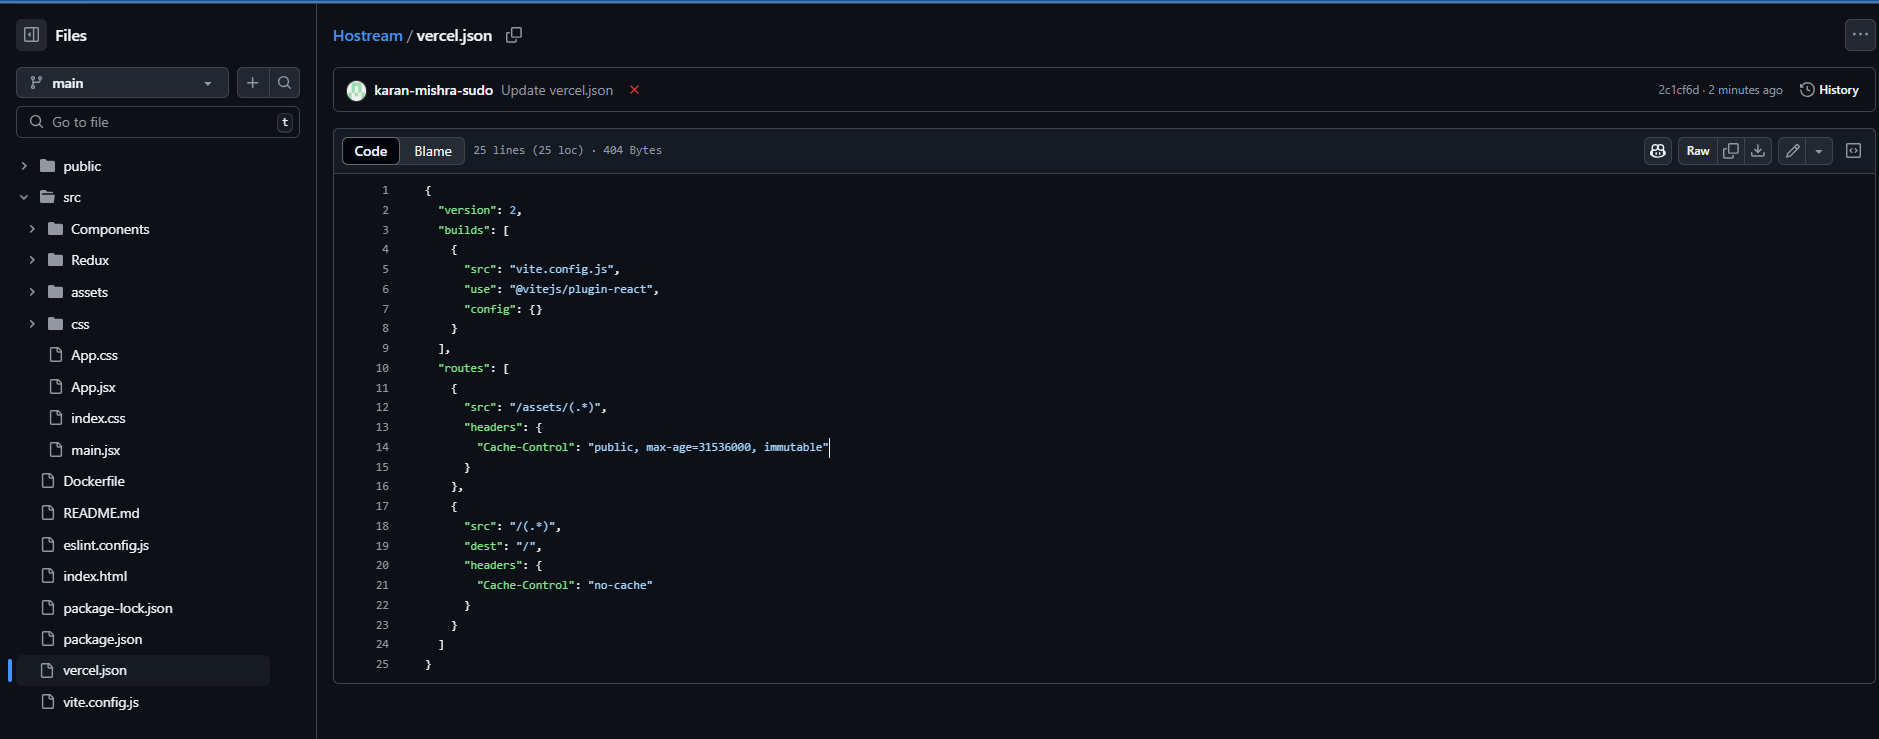 Files
main
Go to file
t
public
src
Components
Redux
assets
css
App.css
App.jsx
index.css
main.jsx
Dockerfile
README.md
eslint.config.js
index.html
package-lock.json
package.json
vercel.json
vite.config.js
Hostream / vercel.json
karan-mishra-sudo Update vercel.json
2c1cf6d · 2 minutes ago History
Code Blame 25 lines (25 loc) · 404 Bytes Raw
1 {
2 "version": 2,
3 "builds": [
4 {
5 "src": "vite.config.js",
6 "use": "@vitejs/plugin-react",
7 "config": {}
8 }
9 ],
10 "routes": [
11 {
12 "src": "/assets/(.*)",
13 "headers": {
14 "Cache-Control": "public, max-age=31536000, immutable"
15 }
16 },
17 {
18 "src": "/(.*)",
19 "dest": "/",
20 "headers": {
21 "Cache-Control": "no-cache"
22 }
23 }
24 ]
25 }